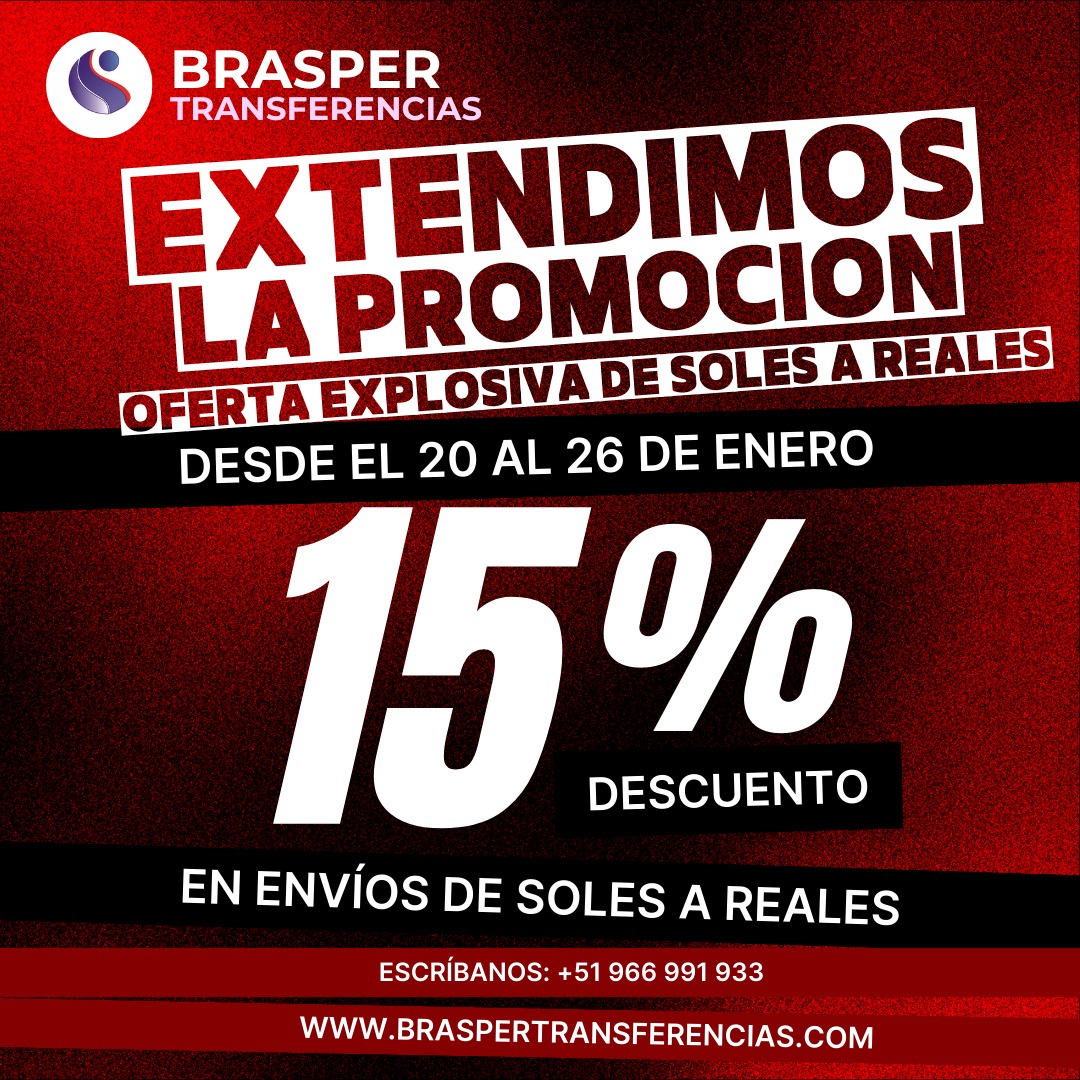 BRASPER
TRANSFERENCIAS
EXTENDIMOS
LA PROMOCION
OFERTA EXPLOSIVA DE SOLES A REALES
DESDE EL 20 AL 26 DE ENERO
15%
DESCUENTO
EN ENVÍOS DE SOLES A REALES
ESCRÍBANOS: +51 966 991 933
WWW.BRASPERTRANSFERENCIAS.COM